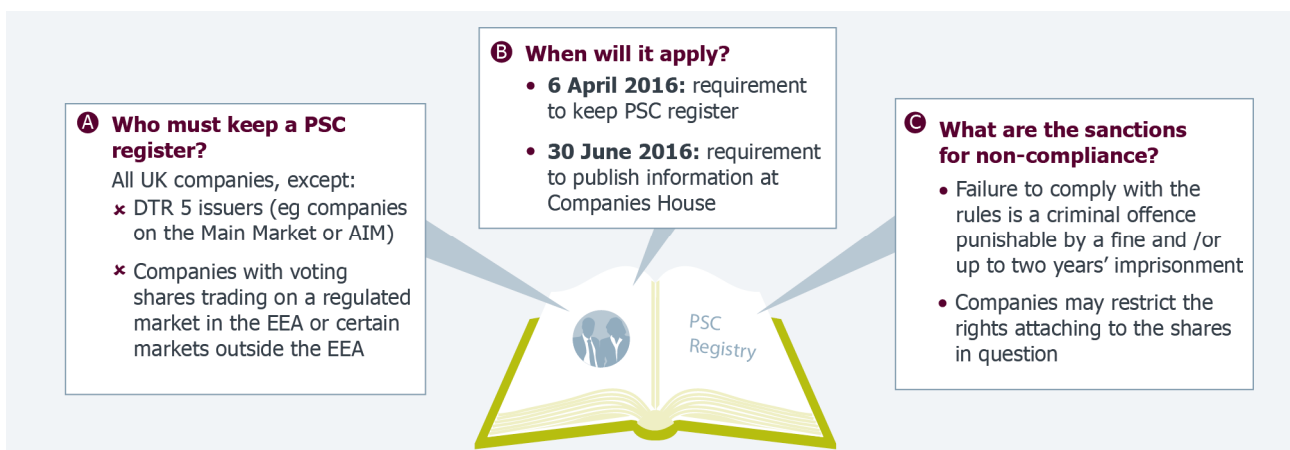 A Who must keep a PSC
register?
All UK companies, except:
✗ DTR 5 issuers (eg companies
on the Main Market or AIM)
✗ Companies with voting
shares trading on a regulated
market in the EEA or certain
markets outside the EEA
B When will it apply?
• 6 April 2016: requirement
to keep PSC register
• 30 June 2016: requirement
to publish information at
Companies House
C What are the sanctions
for non-compliance?
• Failure to comply with the
rules is a criminal offence
punishable by a fine and /or
up to two years’ imprisonment
• Companies may restrict the
rights attaching to the shares
in question
PSC
Registry